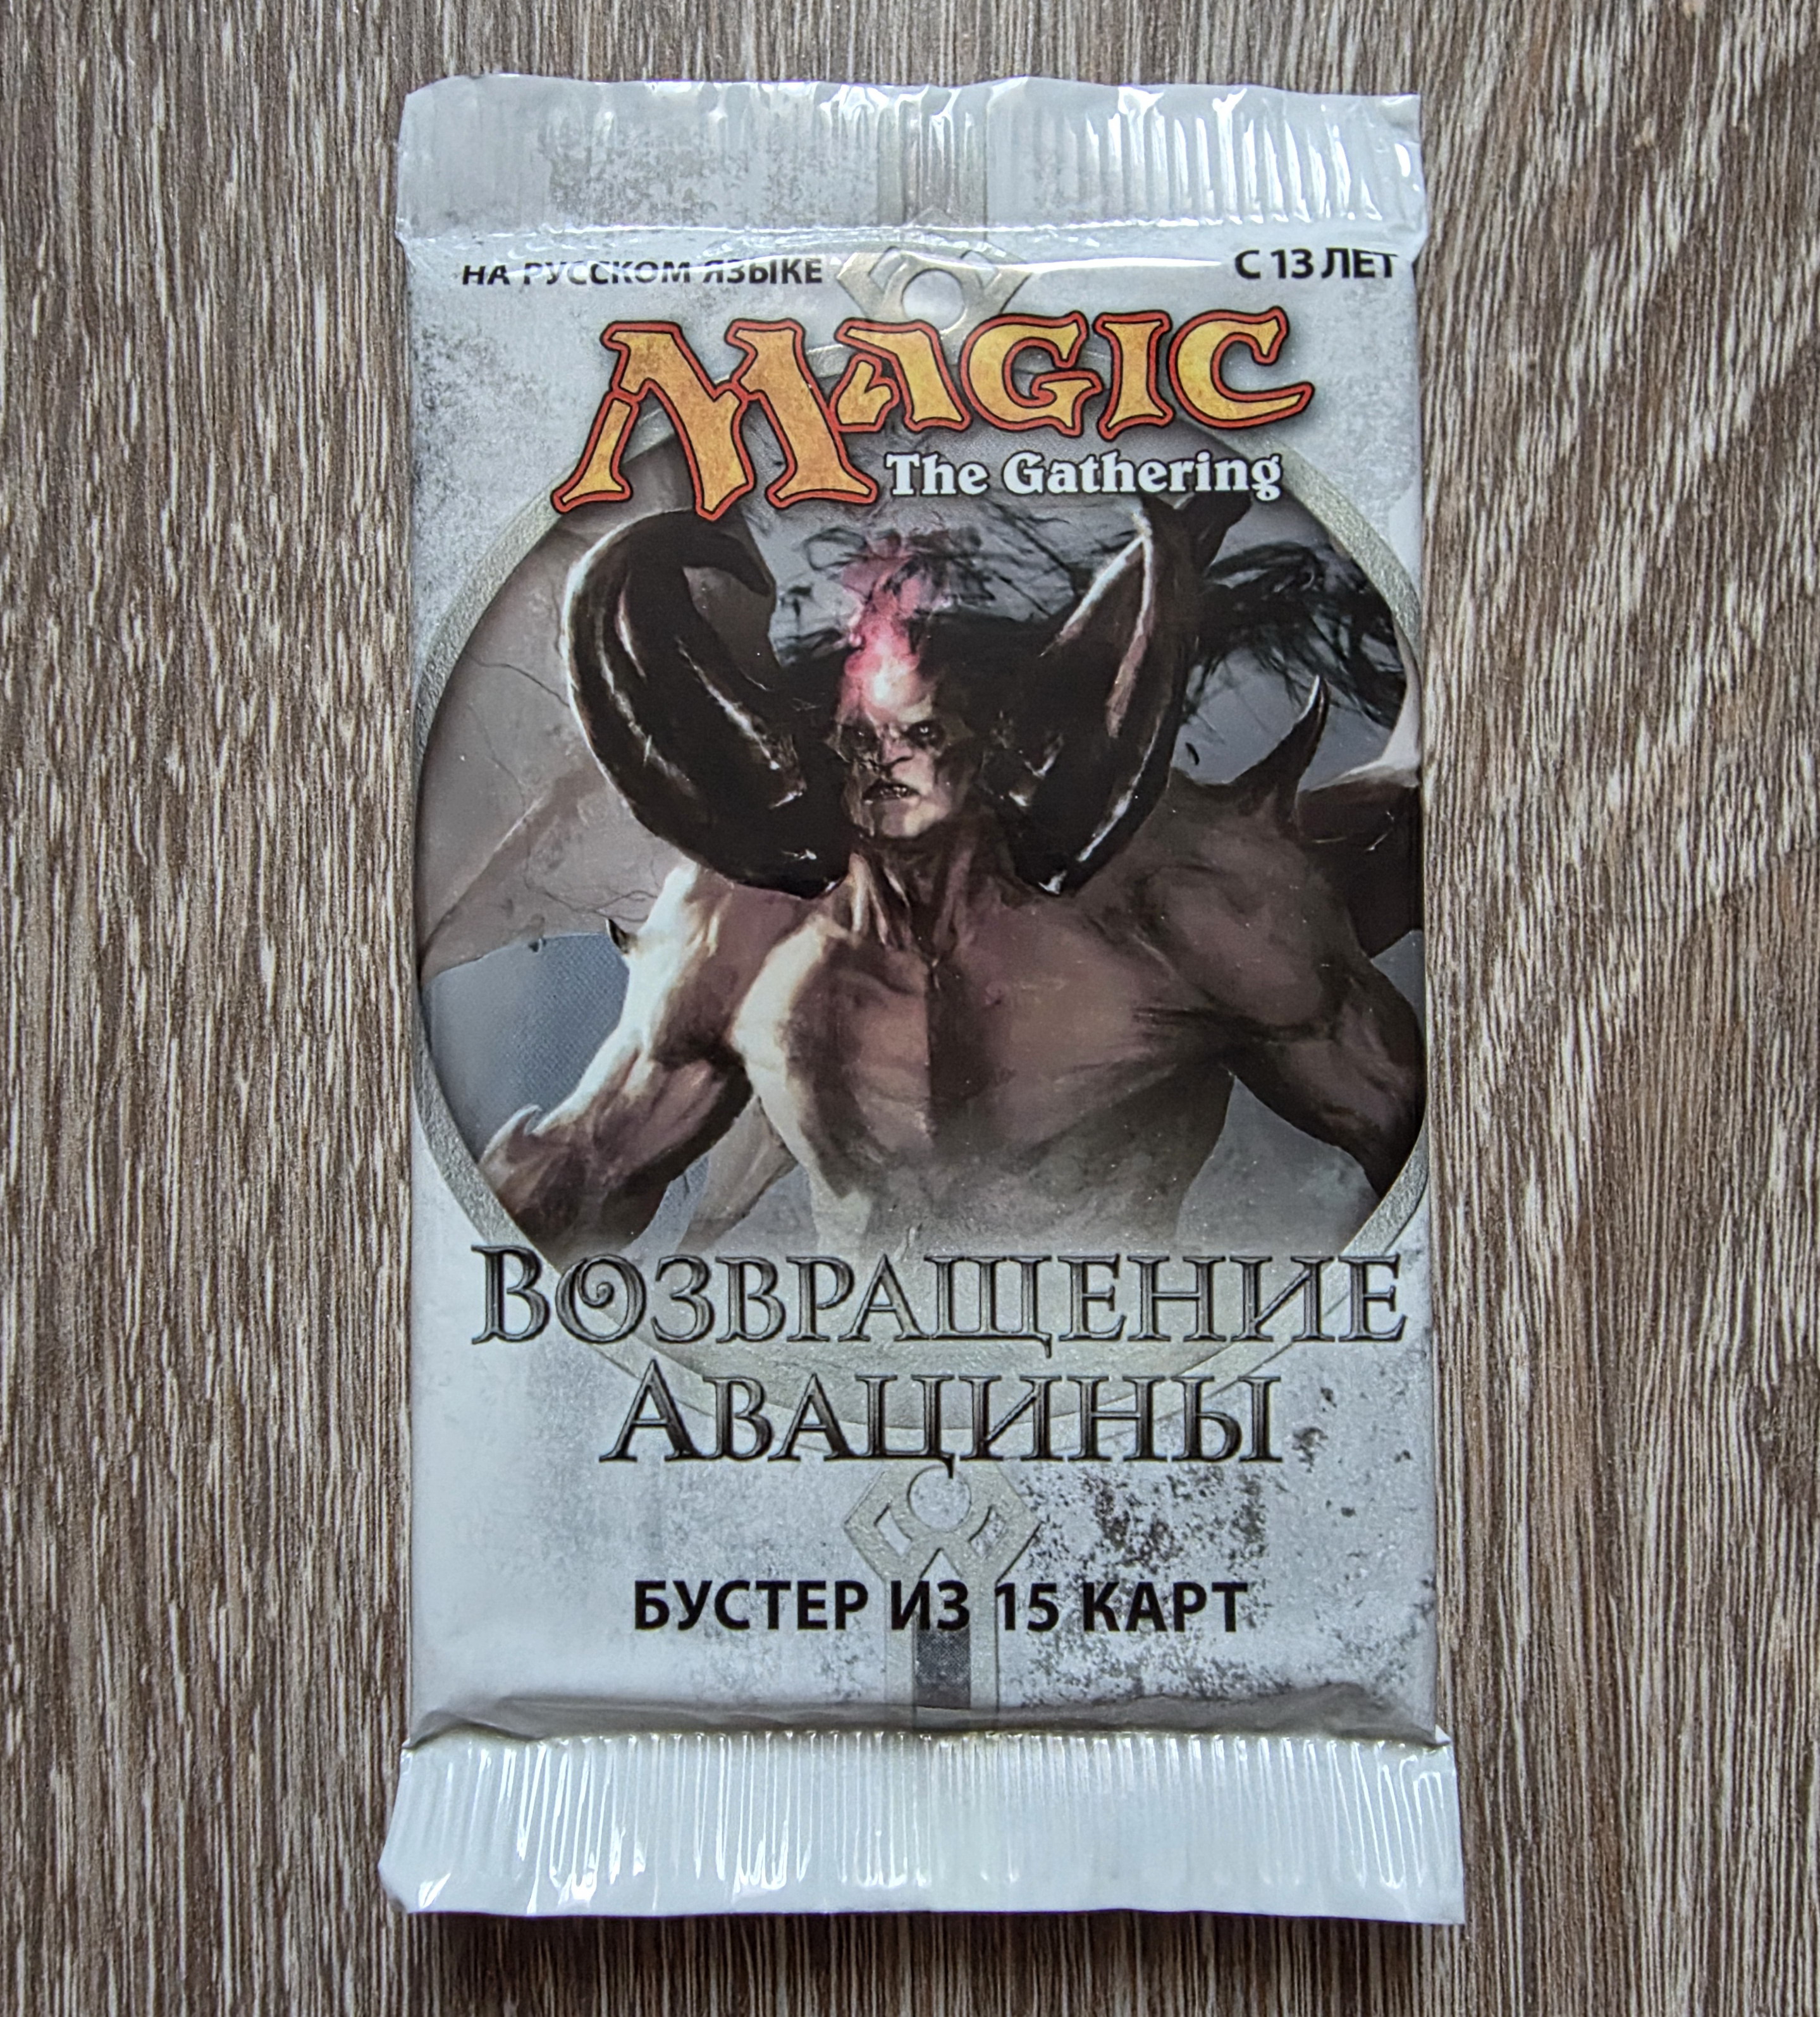 НА РУССКОМ ЯЗЫКЕ
С 13 ЛЕТ
MAGIC
The Gathering
ВОЗВРАЩЕНИЕ
АВАЦИНЫ
БУСТЕР ИЗ 15 КАРТ